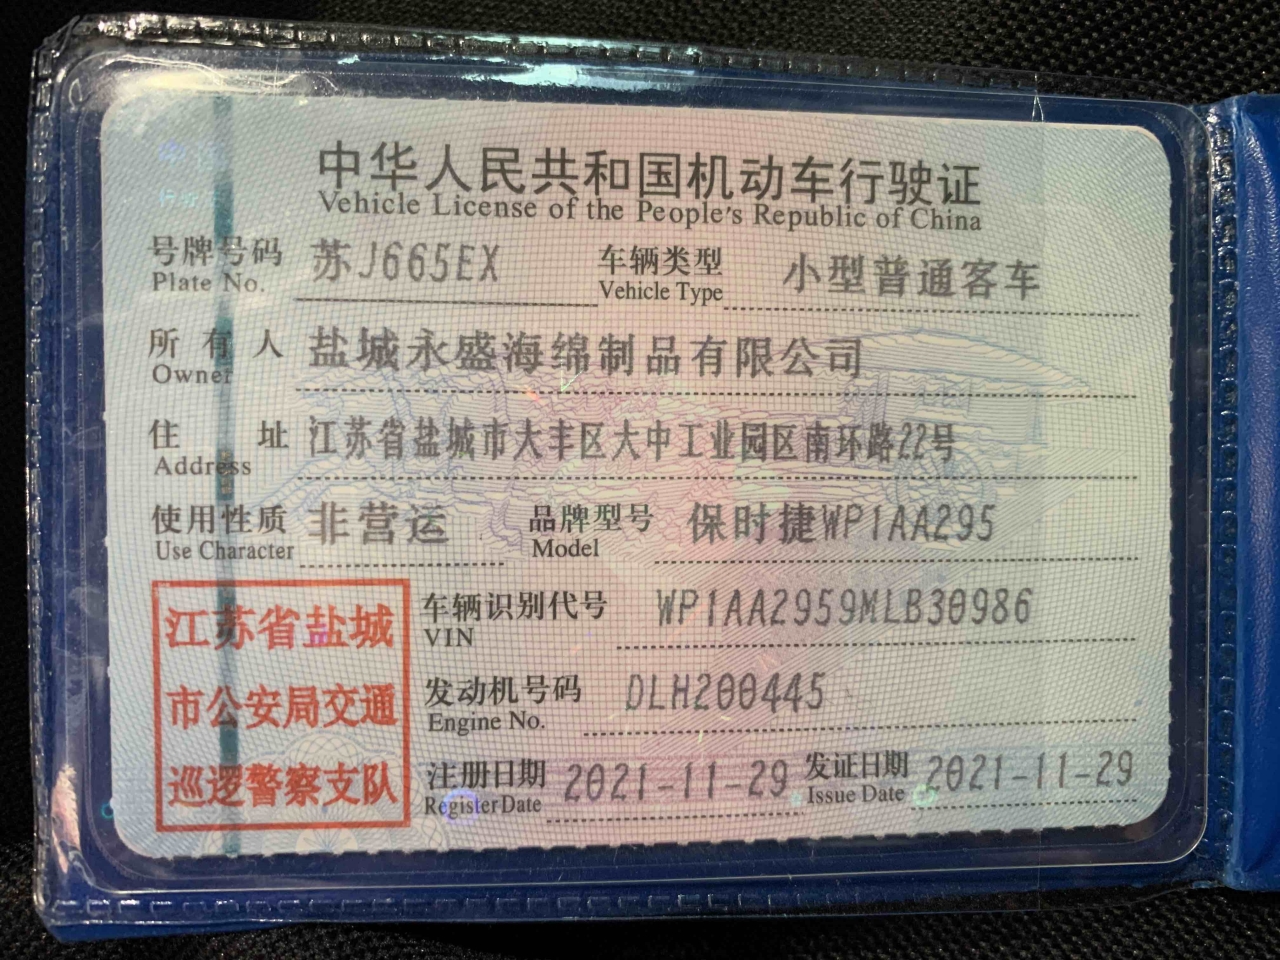 中华人民共和国机动车行驶证
Vehicle License of the People's Republic of China
号牌号码 苏J665EX 车辆类型 小型普通客车
Plate No. Vehicle Type
所有人 盐城永盛海绵制品有限公司
Owner
住址 江苏省盐城市大丰区大中工业园区南环路22号
Address
使用性质 非营运 品牌型号 保时捷WP1AA295
Use Character Model
江苏省盐城
市公安局交通
巡逻警察支队
车辆识别代号 WP1AA2959MLB30986
VIN
发动机号码 DLH200445
Engine No.
注册日期 2021-11-29 发证日期 2021-11-29
Register Date Issue Date